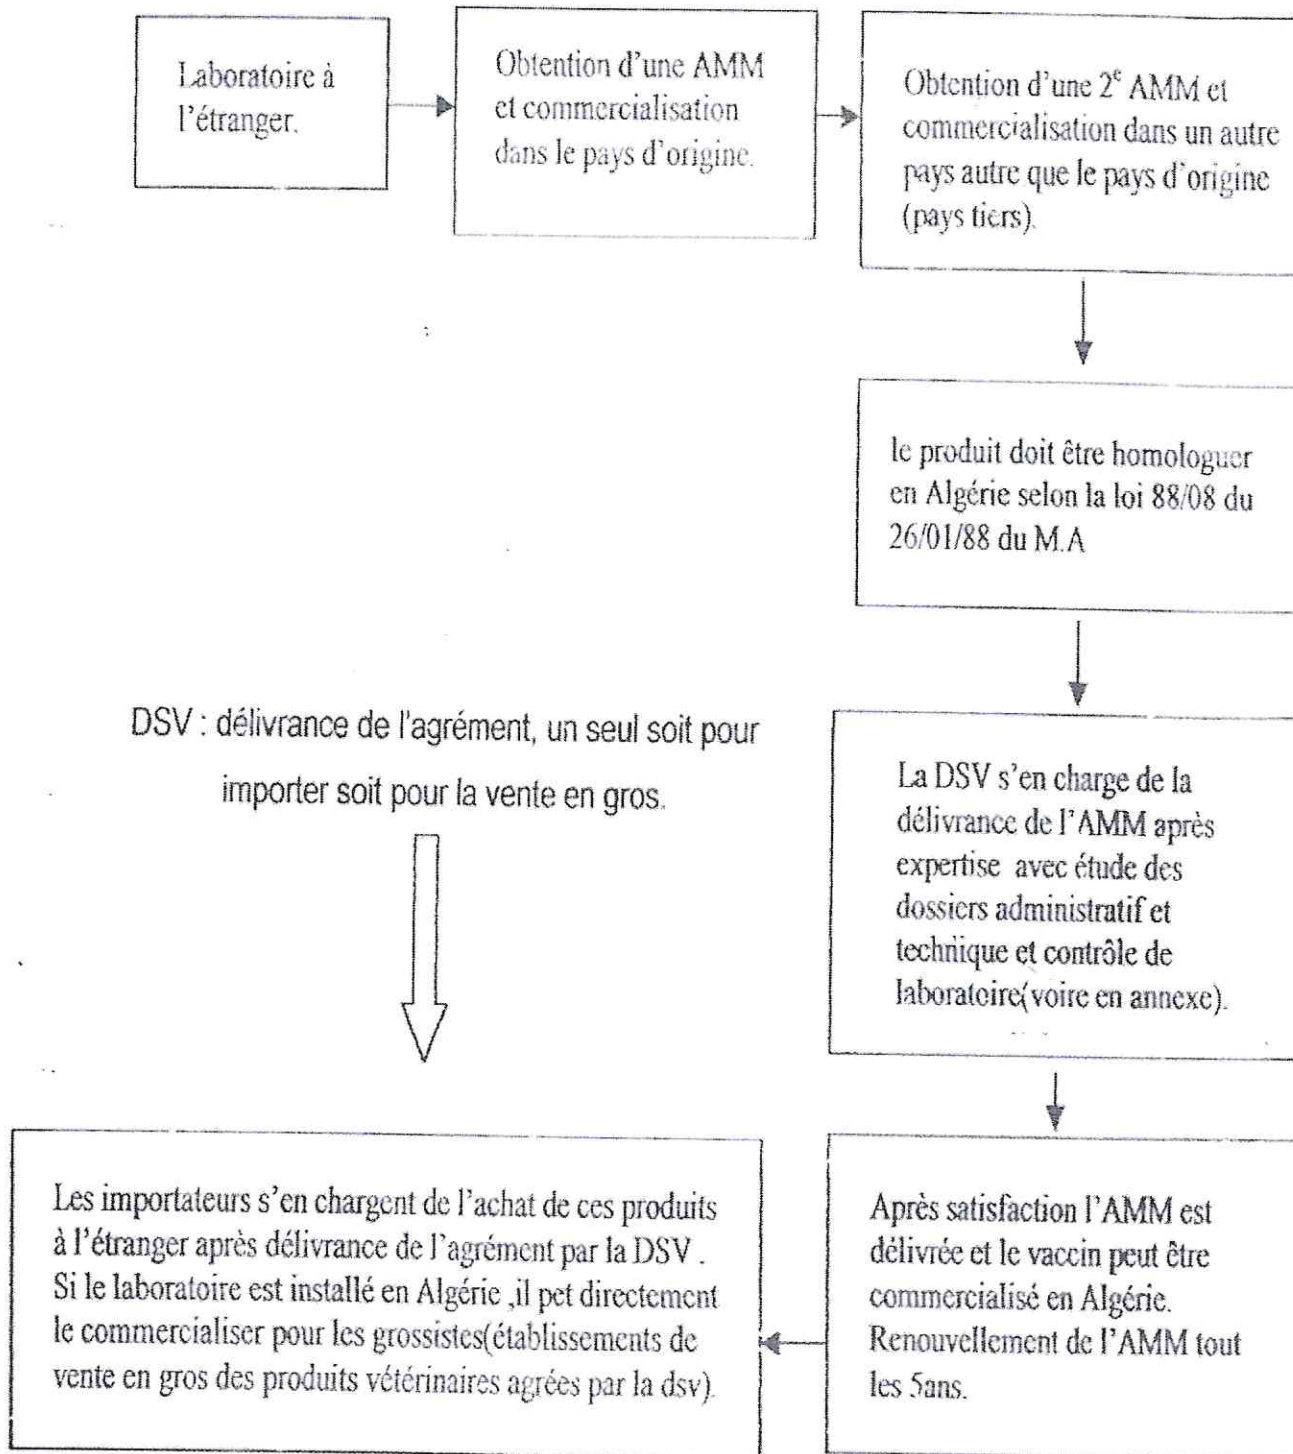 Laboratoire à
l'étranger.
Obtention d'une AMM
et commercialisation
dans le pays d'origine.
Obtention d'une 2e AMM et
commercialisation dans un autre
pays autre que le pays d'origine
(pays tiers).
le produit doit être homologuer
en Algérie selon la loi 88/08 du
26/01/88 du M.A
DSV : délivrance de l'agrément, un seul soit pour
importer soit pour la vente en gros.
La DSV s'en charge de la
délivrance de l'AMM après
expertise avec étude des
dossiers administratif et
technique et contrôle de
laboratoire(voire en annexe).
Après satisfaction l'AMM est
délivrée et le vaccin peut être
commercialisé en Algérie.
Renouvellement de l'AMM tout
les 5ans.
Les importateurs s'en chargent de l'achat de ces produits
à l'étranger après délivrance de l'agrément par la DSV .
Si le laboratoire est installé en Algérie ,il pet directement
le commercialiser pour les grossistes(établissements de
vente en gros des produits vétérinaires agrées par la dsv).